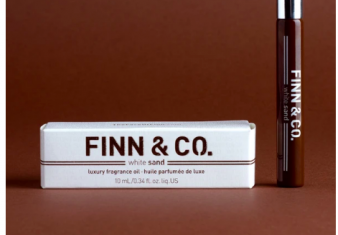 FINN & CO.
white sand
luxury fragrance oil · huile parfumée de luxe
10 mL/0.34 fl. oz. liq.US
FINN & CO.
white sand